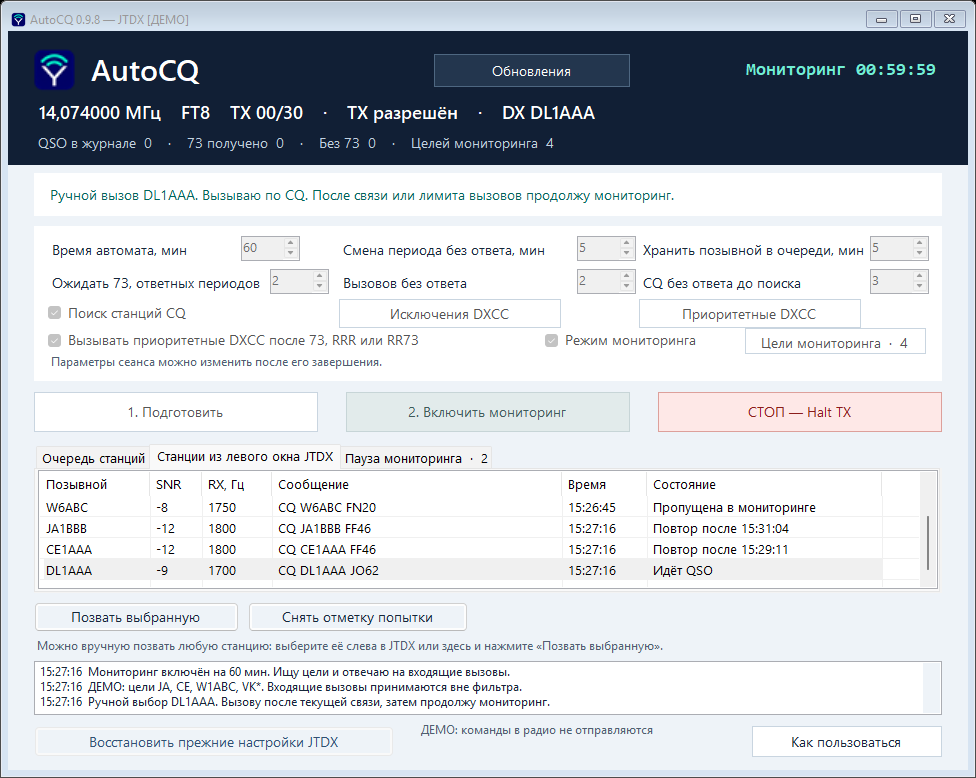 AutoCQ 0.9.8 — JTDX [ДЕМО]
AutoCQ
Обновления
Мониторинг 00:59:59
14,074000 МГц FT8 TX 00/30 · TX разрешён · DX DL1AAA
QSO в журнале 0 · 73 получено 0 · Без 73 0 · Целей мониторинга 4
Ручной вызов DL1AAA. Вызываю по CQ. После связи или лимита вызовов продолжу мониторинг.
Время автомата, мин 60 Смена периода без ответа, мин 5 Хранить позывной в очереди, мин 5
Ожидать 73, ответных периодов 2 Вызовов без ответа 2 CQ без ответа до поиска 3
Поиск станций CQ Исключения DXCC Приоритетные DXCC
Вызывать приоритетные DXCC после 73, RRR или RR73 Режим мониторинга Цели мониторинга · 4
Параметры сеанса можно изменить после его завершения.
1. Подготовить 2. Включить мониторинг СТОП — Halt TX
Очередь станций Станции из левого окна JTDX Пауза мониторинга · 2
Позывной SNR RX, Гц Сообщение Время Состояние
W6ABC -8 1750 CQ W6ABC FN20 15:26:45 Пропущена в мониторинге
JA1BBB -12 1800 CQ JA1BBB FF46 15:27:16 Повтор после 15:31:04
CE1AAA -12 1800 CQ CE1AAA FF46 15:27:16 Повтор после 15:29:11
DL1AAA -9 1700 CQ DL1AAA JO62 15:27:16 Идёт QSO
Позвать выбранную Снять отметку попытки
Можно вручную позвать любую станцию: выберите её слева в JTDX или здесь и нажмите «Позвать выбранную».
15:27:16 Мониторинг включён на 60 мин. Ищу цели и отвечаю на входящие вызовы.
15:27:16 ДЕМО: цели JA, CE, W1ABC, VK*. Входящие вызовы принимаются вне фильтра.
15:27:16 Ручной выбор DL1AAA. Вызову после текущей связи, затем продолжу мониторинг.
Восстановить прежние настройки JTDX ДЕМО: команды в радио не отправляются Как пользоваться